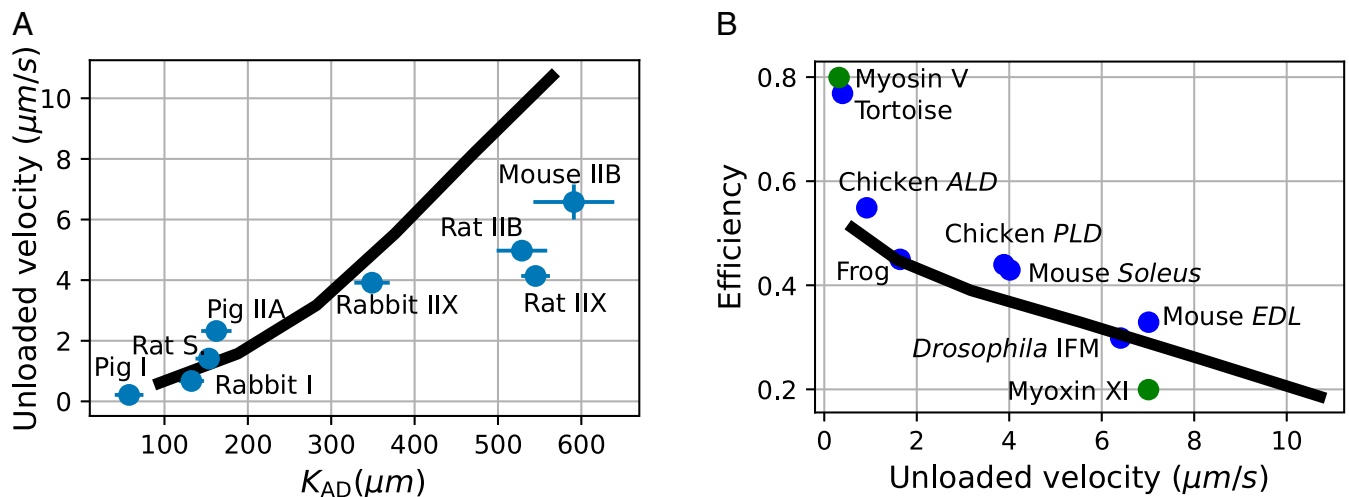 A
Unloaded velocity (μm/s)
10
8
6
4
2
0
Mouse IIB
Rat IIB
Rat IIX
Rabbit IIX
Pig IIA
Rat S.
Pig I
Rabbit I
100 200 300 400 500 600
K_AD(μm)
B
Efficiency
0.8
0.6
0.4
0.2
Myosin V
Tortoise
Chicken ALD
Chicken PLD
Frog
Mouse Soleus
Mouse EDL
Drosophila IFM
Myoxin XI
0 2 4 6 8 10
Unloaded velocity (μm/s)